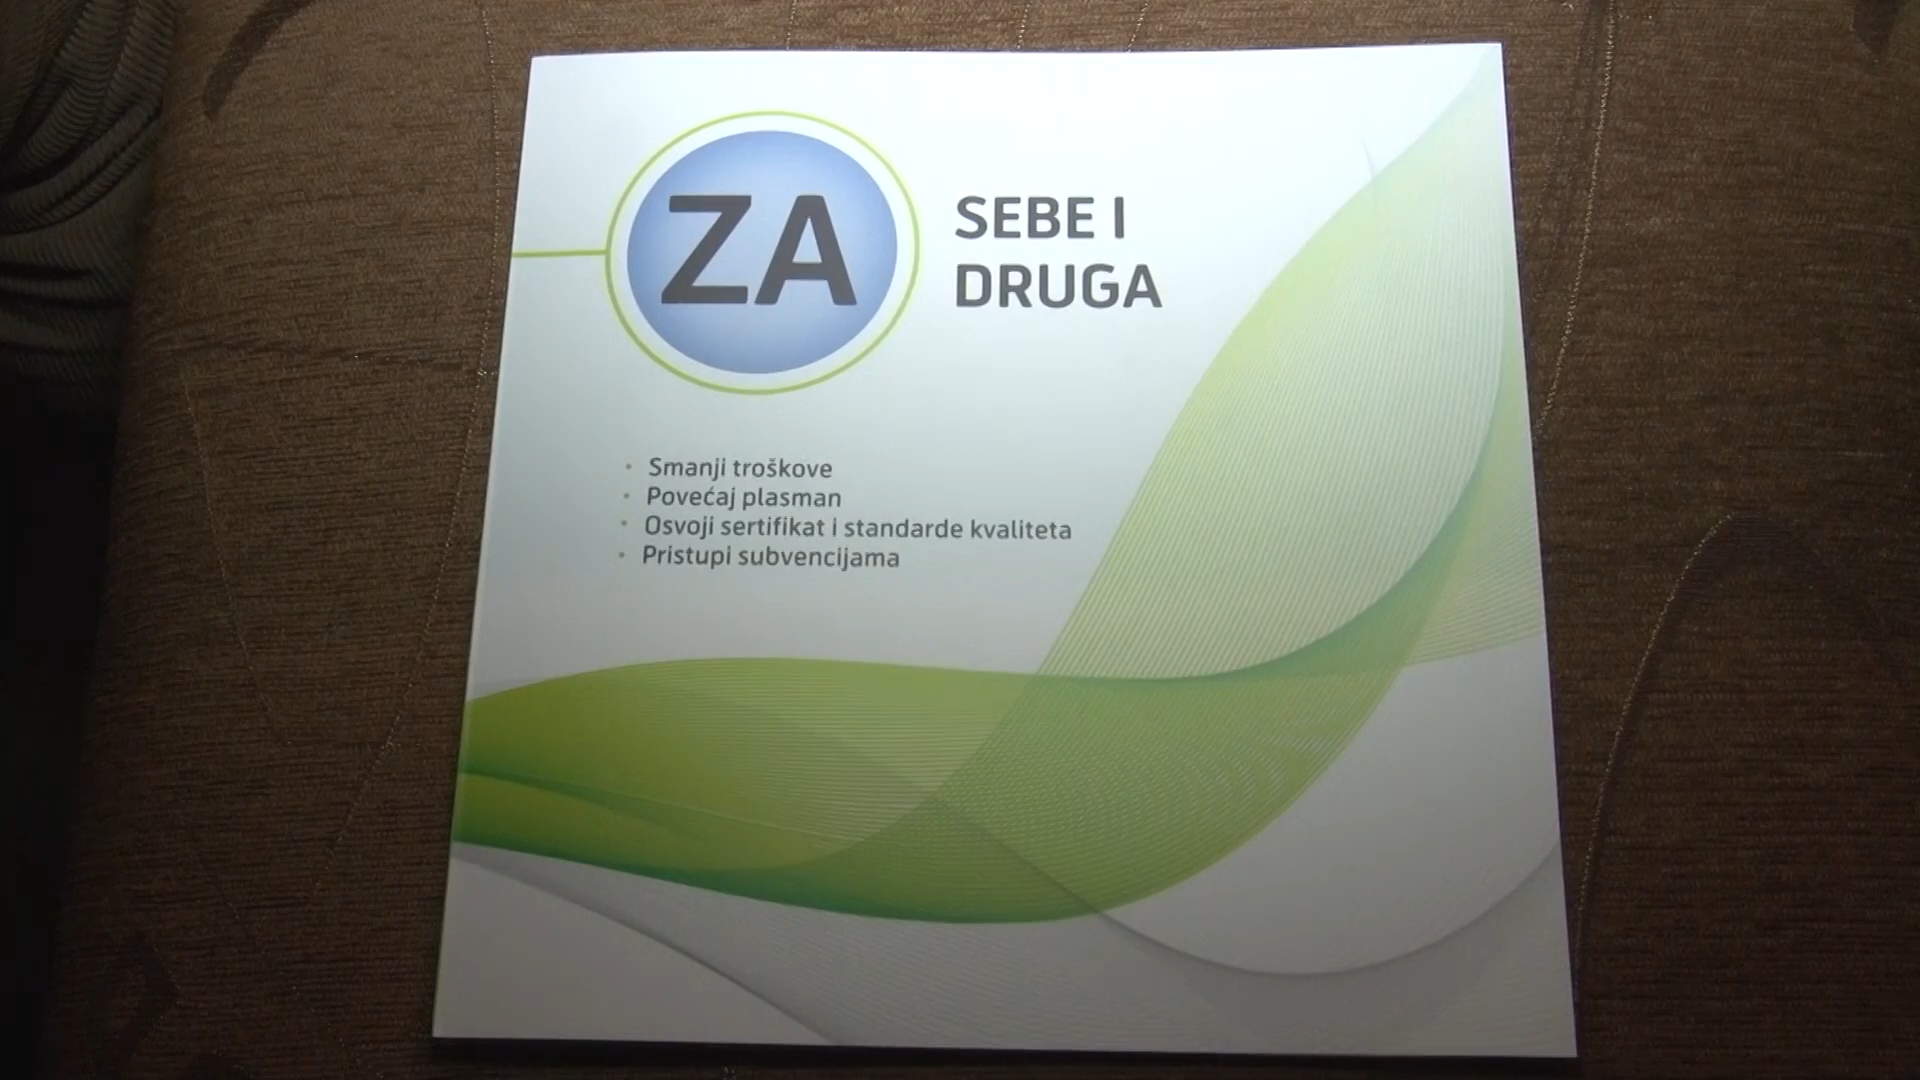 ZA
SEBE I
DRUGA
• Smanji troškove
• Povećaj plasman
• Osvoji sertifikat i standarde kvaliteta
• Pristupi subvencijama